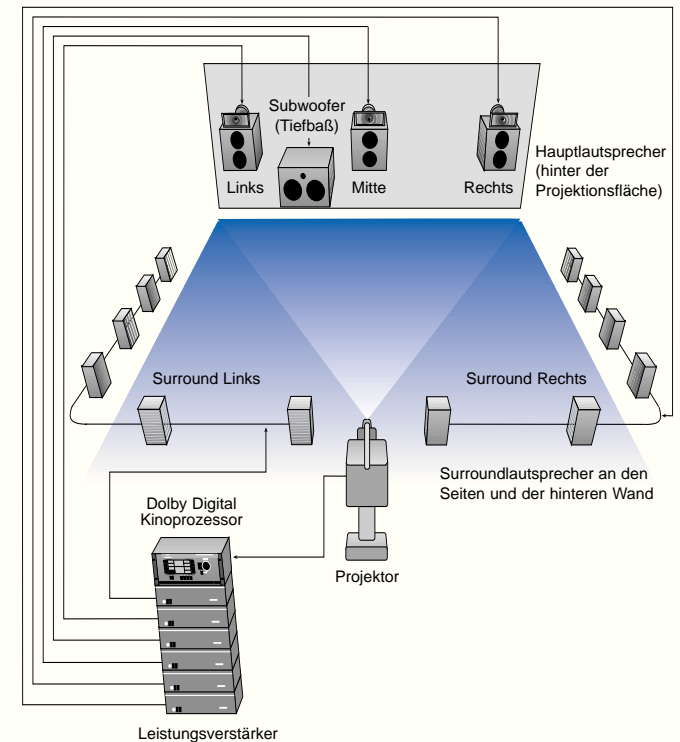 Subwoofer
(Tiefbaß)
Links
Mitte
Rechts
Hauptlautsprecher
(hinter der
Projektionsfläche)
Surround Links
Surround Rechts
Surroundlautsprecher an den
Seiten und der hinteren Wand
Dolby Digital
Kinoprozessor
Projektor
Leistungsverstärker